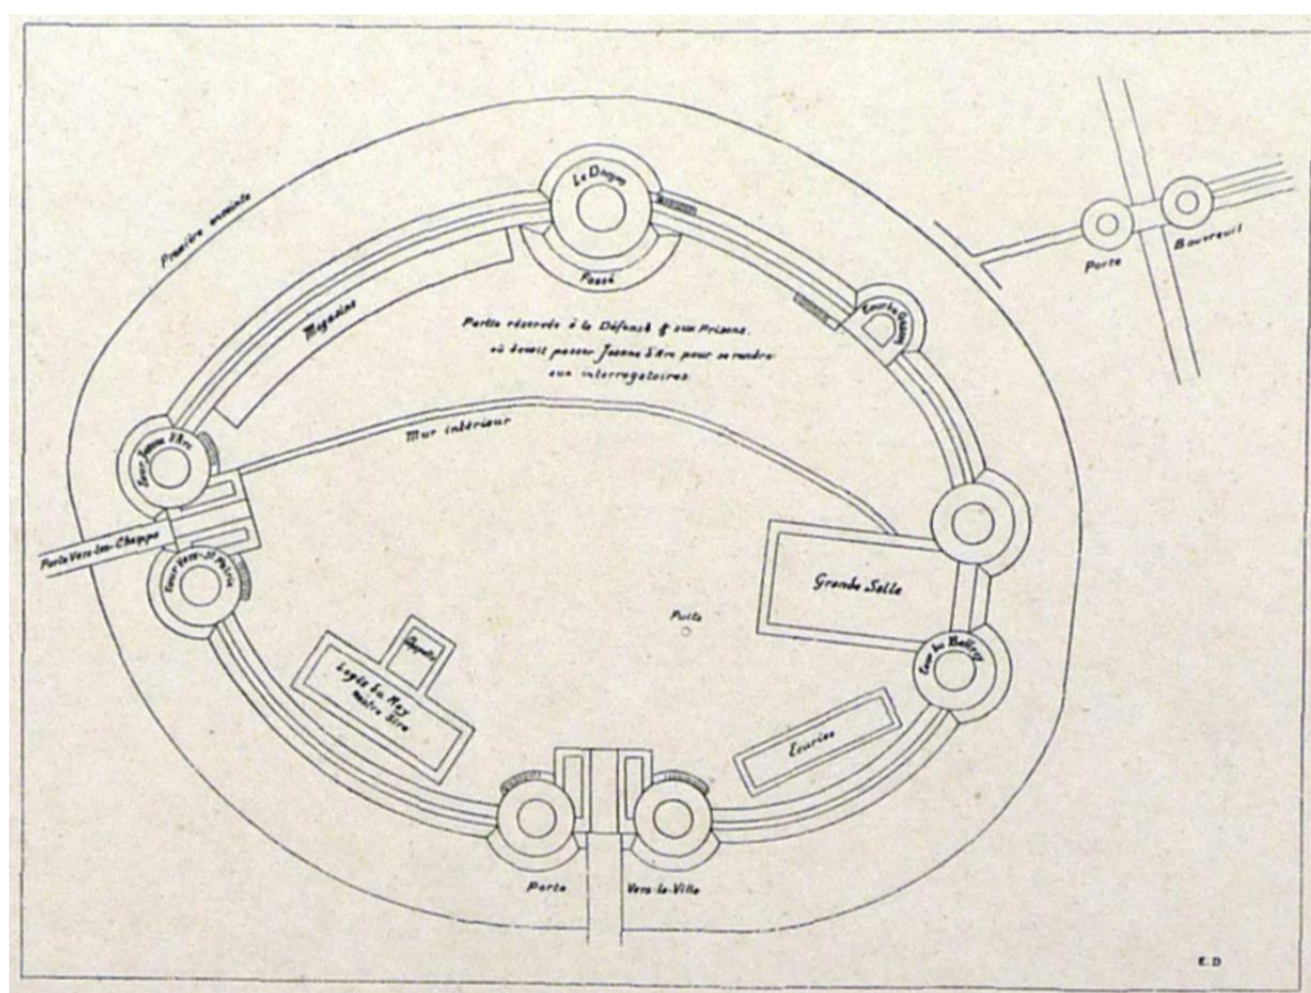 Le Donjon
Première enceinte
Fossé
Porte
Bouvreuil
Magasins
Partie réservée à la Défense & aux Prisons,
où devait passer Jeanne d'Arc pour se rendre
aux interrogatoires.
Mur intérieur
Tour Jeanne d'Arc
Porte Vers-les-Champs
Grande Salle
Puits
Logis du Roy
nostre Sire
Tour du Beffroy
Ecuries
Porte
Vers-la-Ville
E.D